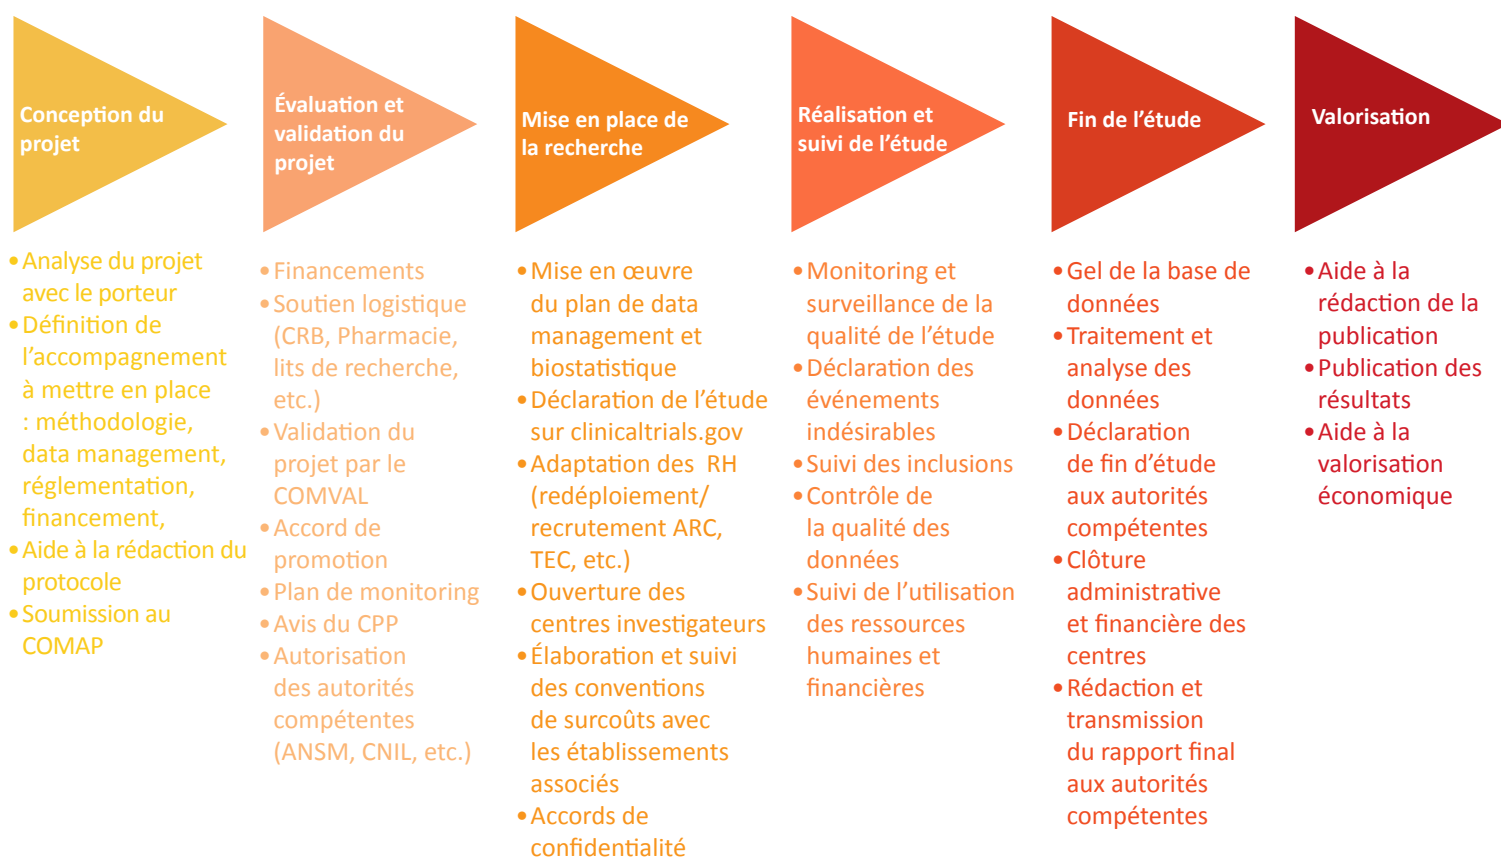 Conception du
projet
• Analyse du projet
avec le porteur
• Définition de
l’accompagnement
à mettre en place
: méthodologie,
data management,
réglementation,
financement,
• Aide à la rédaction du
protocole
• Soumission au
COMAP
Évaluation et
validation du
projet
• Financements
• Soutien logistique
(CRB, Pharmacie,
lits de recherche,
etc.)
• Validation du
projet par le
COMVAL
• Accord de
promotion
• Plan de monitoring
• Avis du CPP
• Autorisation
des autorités
compétentes
(ANSM, CNIL, etc.)
Mise en place de
la recherche
• Mise en œuvre
du plan de data
management et
biostatistique
• Déclaration de l’étude
sur clinicaltrials.gov
• Adaptation des RH
(redéploiement/
recrutement ARC,
TEC, etc.)
• Ouverture des
centres investigateurs
• Élaboration et suivi
des conventions
de surcoûts avec
les établissements
associés
• Accords de
confidentialité
Réalisation et
suivi de l’étude
• Monitoring et
surveillance de la
qualité de l’étude
• Déclaration des
événements
indésirables
• Suivi des inclusions
• Contrôle de
la qualité des
données
• Suivi de l’utilisation
des ressources
humaines et
financières
Fin de l’étude
• Gel de la base de
données
• Traitement et
analyse des
données
• Déclaration
de fin d’étude
aux autorités
compétentes
• Clôture
administrative
et financière des
centres
• Rédaction et
transmission
du rapport final
aux autorités
compétentes
Valorisation
• Aide à la
rédaction de la
publication
• Publication des
résultats
• Aide à la
valorisation
économique